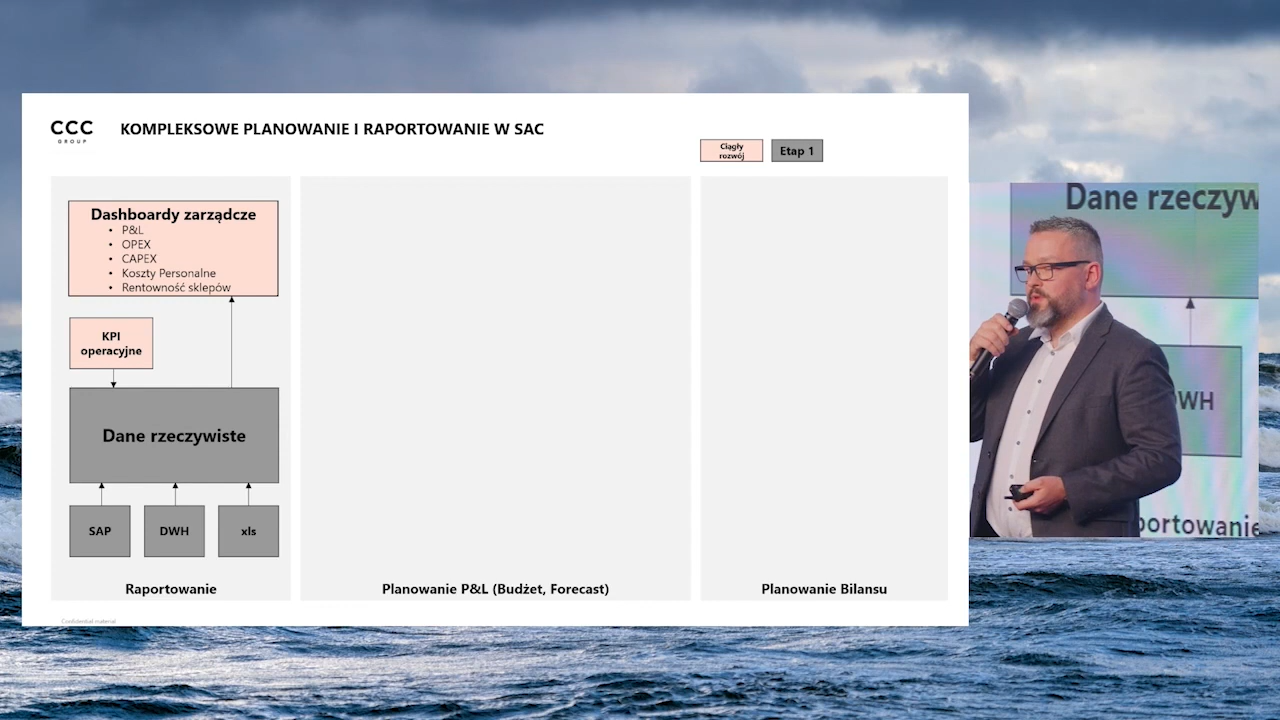 CCC
GROUP
KOMPLEKSOWE PLANOWANIE I RAPORTOWANIE W SAC
Ciągły
rozwój
Etap 1
Dashboardy zarządcze
• P&L
• OPEX
• CAPEX
• Koszty Personalne
• Rentowność sklepów
KPI
operacyjne
Dane rzeczywiste
SAP
DWH
xls
Raportowanie
Planowanie P&L (Budżet, Forecast)
Planowanie Bilansu
Confidential material
Dane rzeczyw
DWH
portowanie